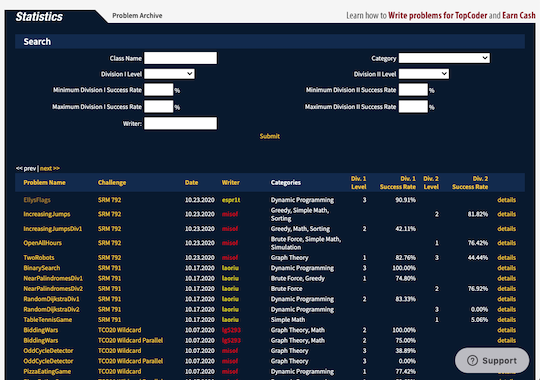 Statistics Problem Archive Learn how to Write problems for TopCoder and Earn Cash
Search
Class Name Category
Division I Level Division II Level
Minimum Division I Success Rate % Minimum Division II Success Rate %
Maximum Division I Success Rate % Maximum Division II Success Rate %
Writer:
Submit
<< prev | next >>
Problem Name Challenge Date Writer Categories Div. 1 Level Div. 1 Success Rate Div. 2 Level Div. 2 Success Rate
EllysFlags SRM 792 10.23.2020 espr1t Dynamic Programming 3 90.91% details
IncreasingJumps SRM 792 10.23.2020 misof Greedy, Simple Math, Sorting 2 81.82% details
IncreasingJumpsDiv1 SRM 792 10.23.2020 misof Greedy, Math, Sorting 2 42.11% details
OpenAllHours SRM 792 10.23.2020 misof Brute Force, Simple Math, Simulation 1 76.42% details
TwoRobots SRM 792 10.23.2020 misof Graph Theory 1 82.76% 3 44.44% details
BinarySearch SRM 791 10.17.2020 laoriu Dynamic Programming 3 100.00% details
NearPalindromesDiv1 SRM 791 10.17.2020 laoriu Brute Force, Greedy 1 74.80% details
NearPalindromesDiv2 SRM 791 10.17.2020 laoriu Brute Force 2 76.92% details
RandomDijkstraDiv1 SRM 791 10.17.2020 laoriu Dynamic Programming 2 83.33% details
RandomDijkstraDiv2 SRM 791 10.17.2020 laoriu Dynamic Programming 3 0.00% details
TableTennisGame SRM 791 10.17.2020 laoriu Simple Math 1 5.06% details
BiddingWars TCO20 Wildcard 10.07.2020 lg5293 Graph Theory, Math 2 100.00% details
BiddingWars TCO20 Wildcard Parallel 10.07.2020 lg5293 Graph Theory, Math 2 75.00% details
OddCycleDetector TCO20 Wildcard 10.07.2020 lg5293 Graph Theory 3 38.89%
OddCycleDetector TCO20 Wildcard Parallel 10.07.2020 lg5293 Graph Theory 3 0.00%
PizzaEatingGame TCO20 Wildcard 10.07.2020 lg5293 Dynamic Programming 1 77.42%
Support